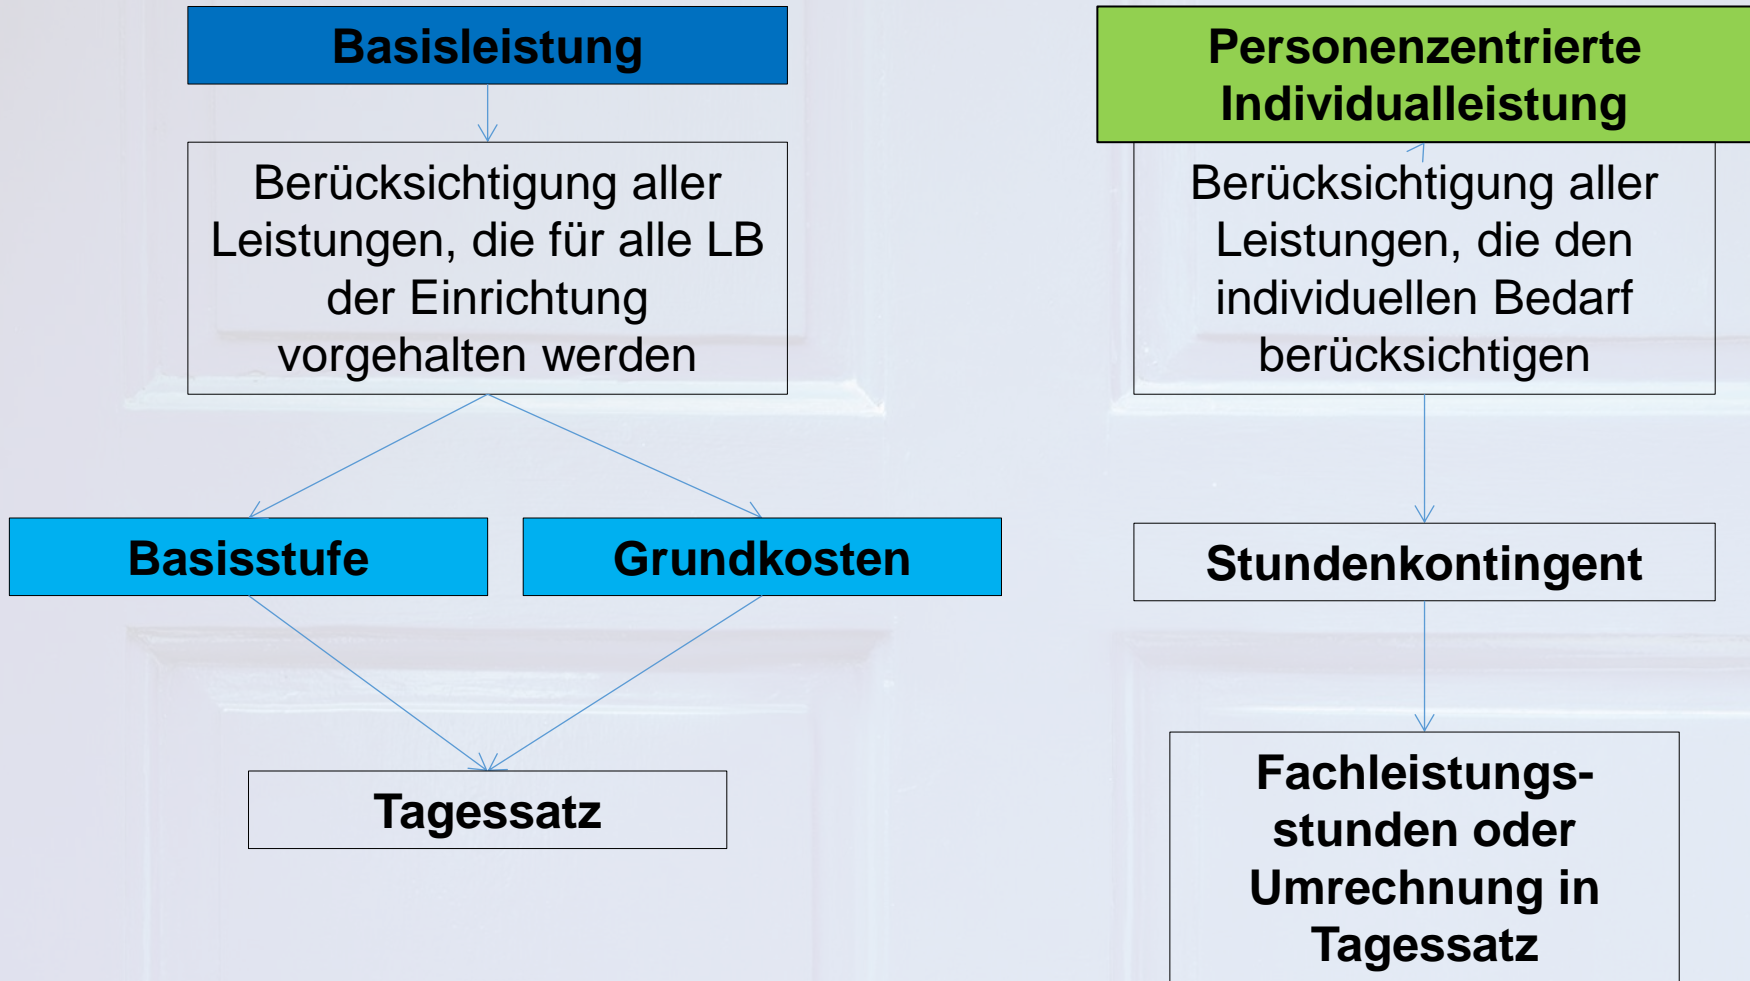 Basisleistung
Berücksichtigung aller
Leistungen, die für alle LB
der Einrichtung
vorgehalten werden
Basisstufe
Grundkosten
Tagessatz
Personenzentrierte
Individualleistung
Berücksichtigung aller
Leistungen, die den
individuellen Bedarf
berücksichtigen
Stundenkontingent
Fachleistungs-
stunden oder
Umrechnung in
Tagessatz